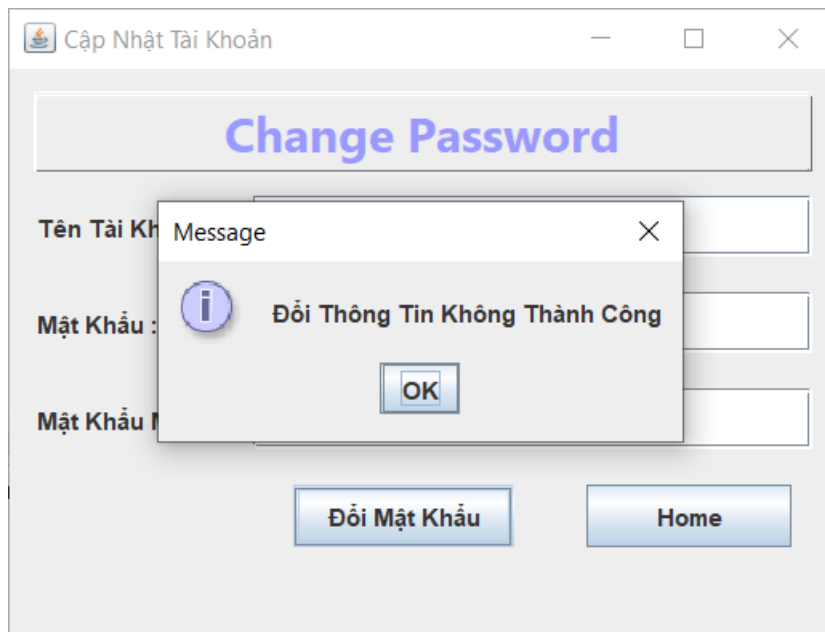 Cập Nhật Tài Khoản
Change Password
Tên Tài
Message
Đổi Thông Tin Không Thành Công
Mật Khẩu :
OK
Mật Khẩu
Đổi Mật Khẩu Home